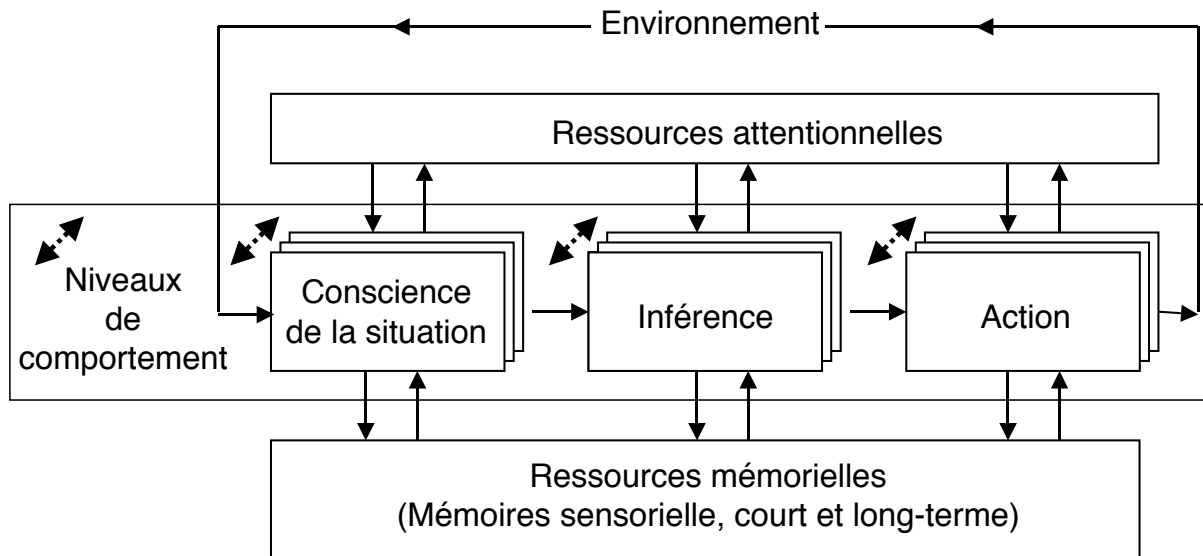 Environnement
Ressources attentionnelles
Niveaux
de
comportement
Conscience
de la situation
Inférence
Action
Ressources mémorielles
(Mémoires sensorielle, court et long-terme)